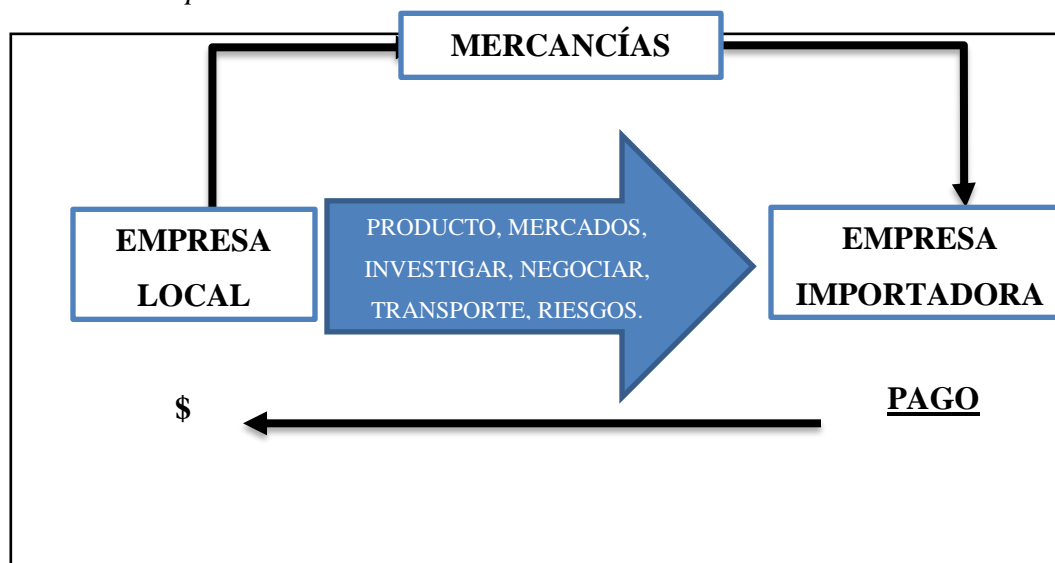 MERCANCÍAS
EMPRESA
LOCAL
PRODUCTO, MERCADOS,
INVESTIGAR, NEGOCIAR,
TRANSPORTE, RIESGOS.
EMPRESA
IMPORTADORA
$
PAGO